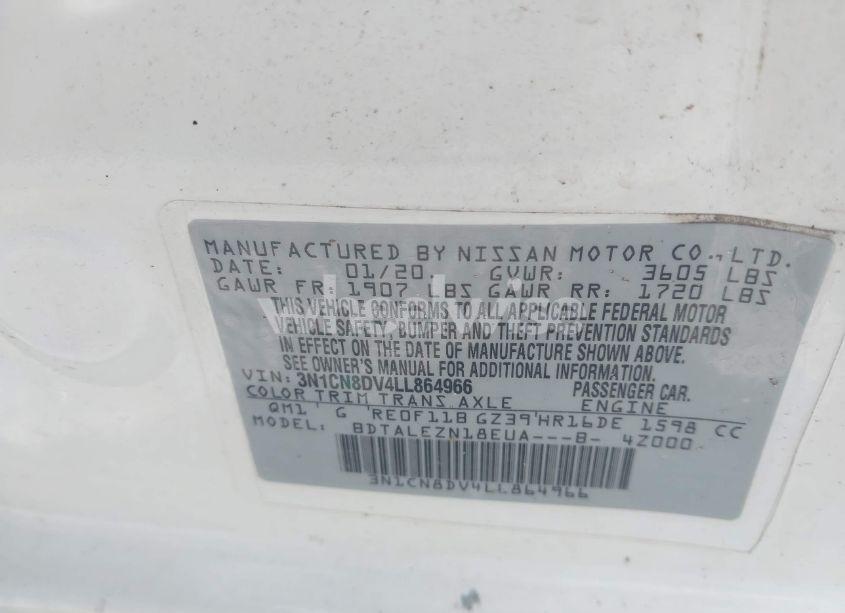 MANUFACTURED BY NISSAN MOTOR CO., LTD.
DATE: 01/20. GVWR: 3605 LBS
GAWR FR: 1907 LBS GAWR RR: 1720 LBS
THIS VEHICLE CONFORMS TO ALL APPLICABLE FEDERAL MOTOR
VEHICLE SAFETY, BUMPER AND THEFT PREVENTION STANDARDS
IN EFFECT ON THE DATE OF MANUFACTURE SHOWN ABOVE.
SEE OWNER'S MANUAL FOR ADDITIONAL INFORMATION.
VIN: 3N1CN8DV4LL864966 PASSENGER CAR.
COLOR TRIM TRANS AXLE ENGINE
QM1' G 'RE0F11B GZ39'HR16DE 1598 CC
MODEL: BDTALEZN18EUA---B- 4Z000
3N1CN8DV4LL864966